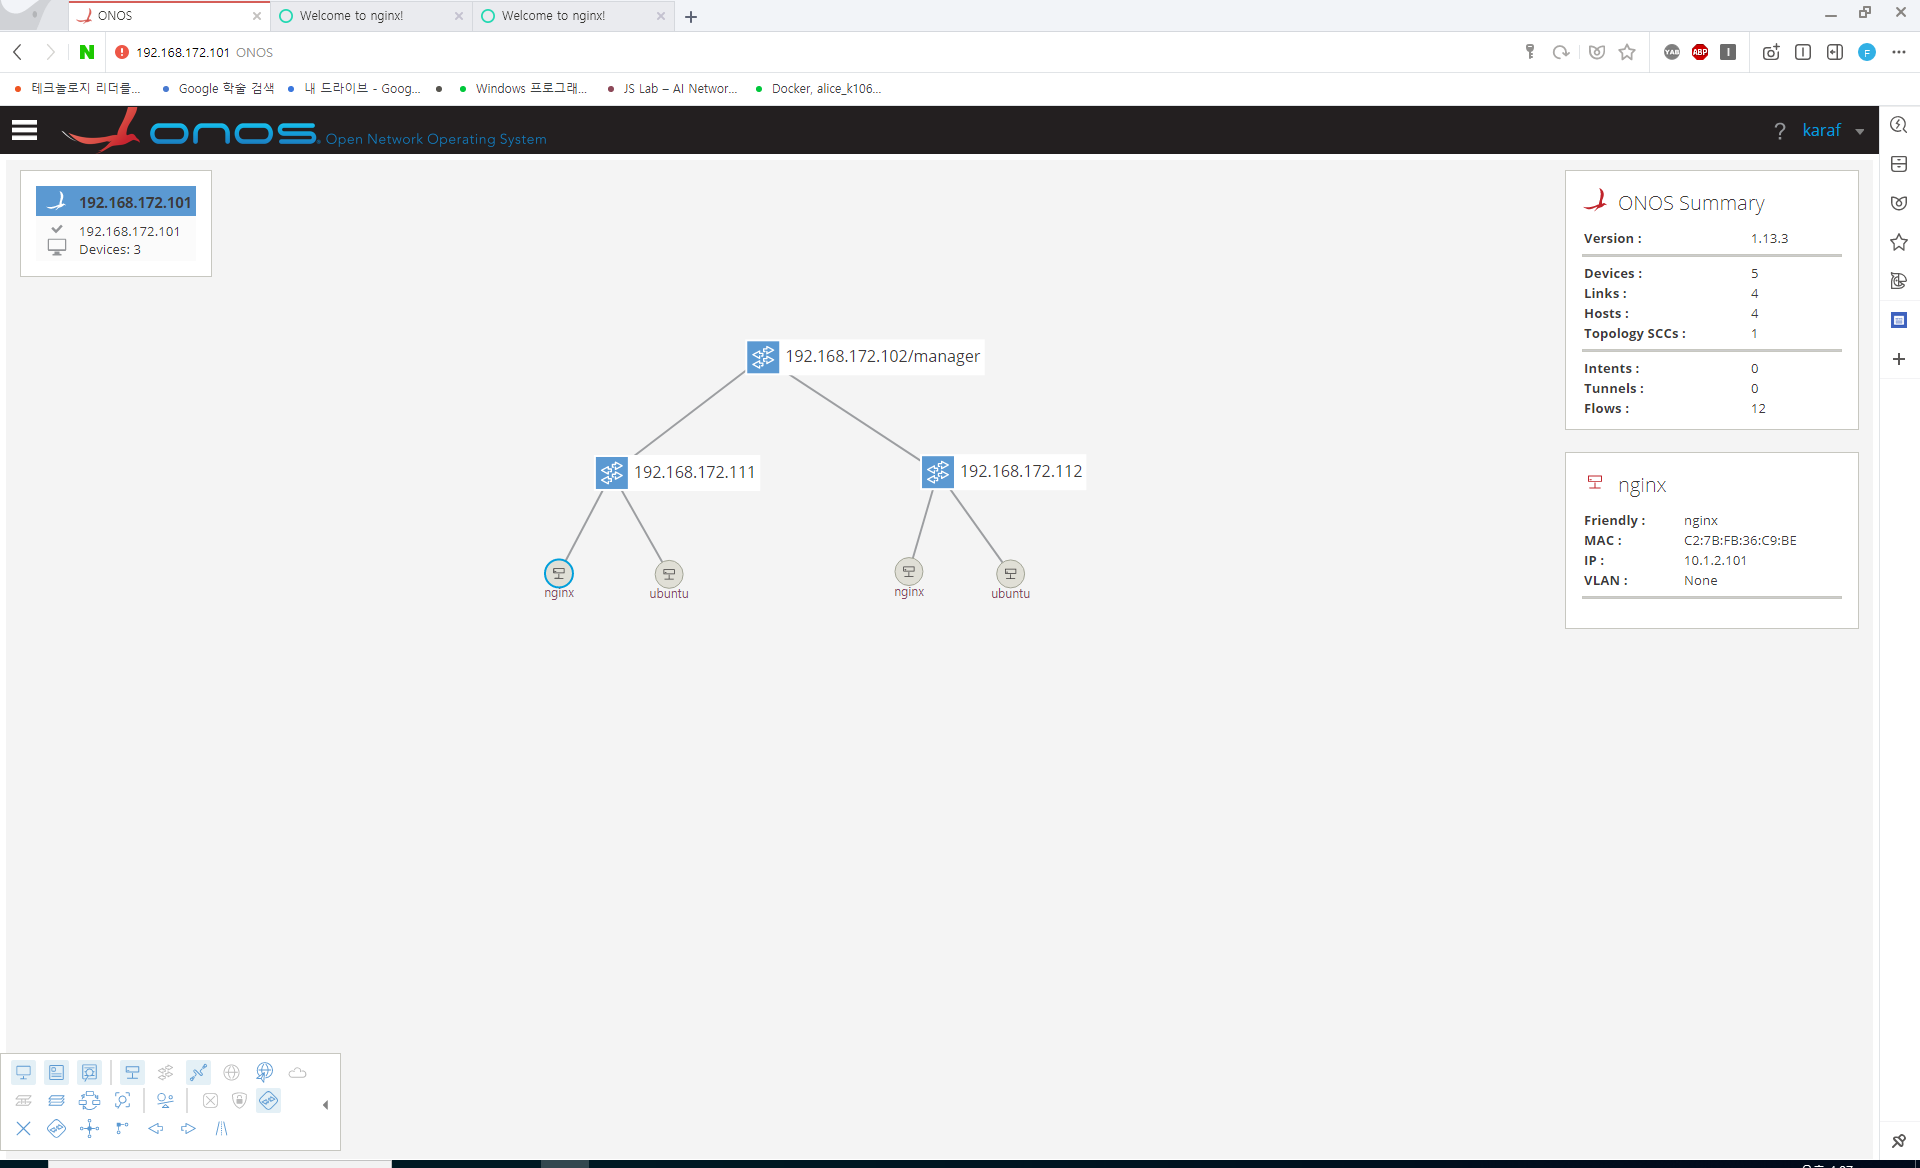 ONOS
Welcome to nginx!
Welcome to nginx!
N
192.168.172.101 ONOS
YAB
ABP
F
테크놀로지 리더를...
Google 학술 검색
내 드라이브 - Goog...
Windows 프로그래...
JS Lab – AI Networ...
Docker, alice_k106...
onos
Open Network Operating System
?
karaf
192.168.172.101
192.168.172.101
Devices: 3
192.168.172.102/manager
192.168.172.111
192.168.172.112
nginx
ubuntu
nginx
ubuntu
ONOS Summary
Version : 1.13.3
Devices : 5
Links : 4
Hosts : 4
Topology SCCs : 1
Intents : 0
Tunnels : 0
Flows : 12
nginx
Friendly : nginx
MAC : C2:7B:FB:36:C9:BE
IP : 10.1.2.101
VLAN : None